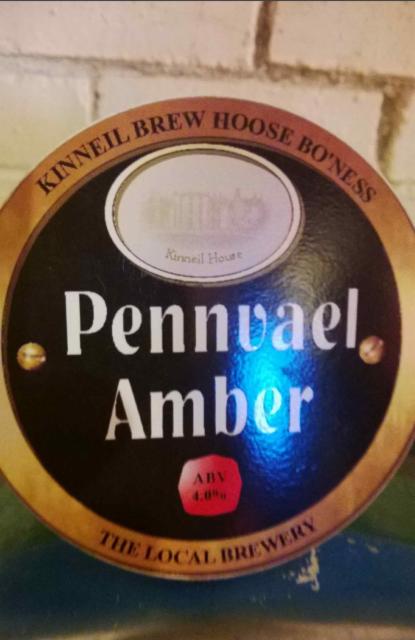 KINNEIL BREW HOOSE BO'NESS
Kinneil House
Pennvael
Amber
ABV
4.0%
THE LOCAL BREWERY